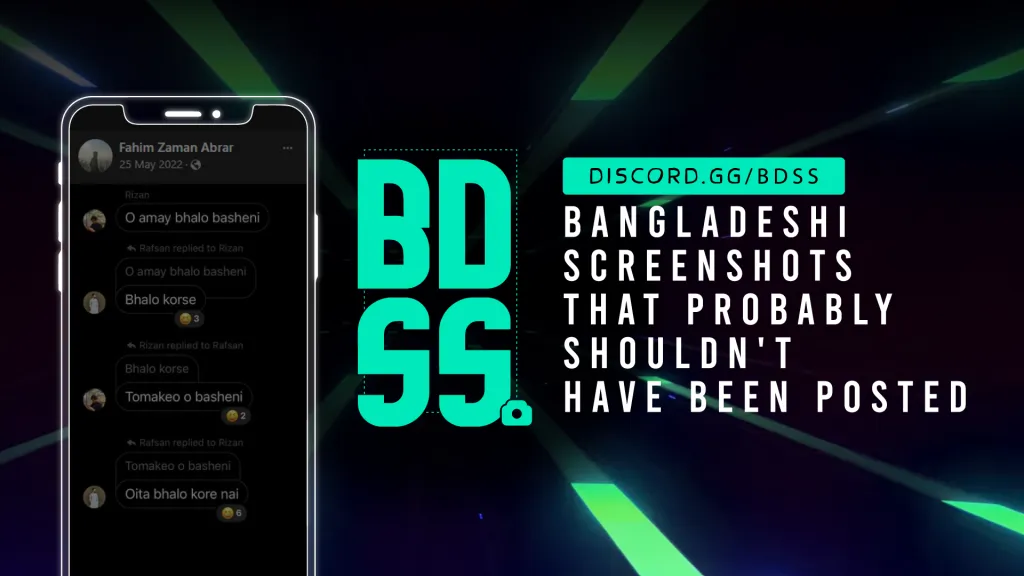 Fahim Zaman Abrar
25 May 2022 ·
Rizan
O amay bhalo basheni
Rafsan replied to Rizan
O amay bhalo basheni
Bhalo korse
3
Rizan replied to Rafsan
Bhalo korse
Tomakeo o basheni
2
Rafsan replied to Rizan
Tomakeo o basheni
Oita bhalo kore nai
6
BD
SS
DISCORD.GG/BDSS
BANGLADESHI
SCREENSHOTS
THAT PROBABLY
SHOULDN'T
HAVE BEEN POSTED